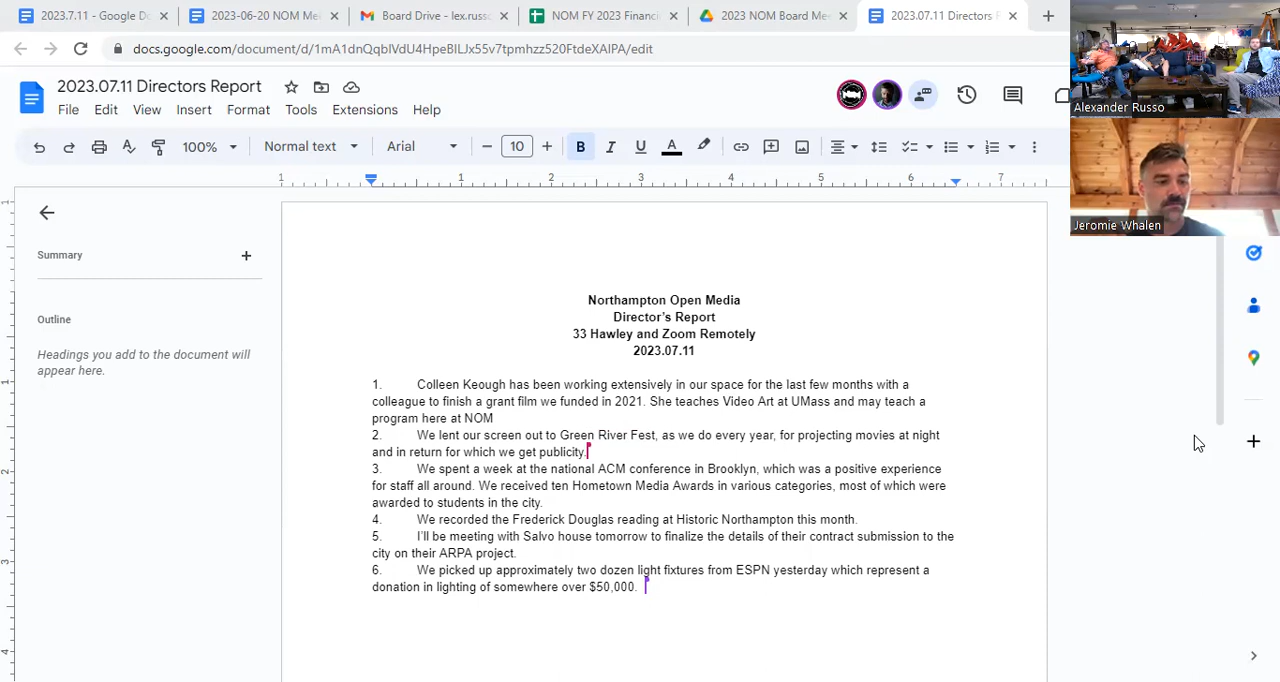 2023.7.11 - Google D
2023-06-20 NOM Me
Board Drive - lex.russ
NOM FY 2023 Financi
2023 NOM Board Me
2023.07.11 Directors
docs.google.com/document/d/1mA1dnQqbIVdU4HpeBILJx55v7tpmhzz520FtdeXAIPA/edit
2023.07.11 Directors Report
File Edit View Insert Format Tools Extensions Help
100% Normal text Arial 10 B I U A
1 1 2 3 4 5 6 7
Summary
Outline
Headings you add to the document will
appear here.
Northampton Open Media
Director's Report
33 Hawley and Zoom Remotely
2023.07.11
1. Colleen Keough has been working extensively in our space for the last few months with a
colleague to finish a grant film we funded in 2021. She teaches Video Art at UMass and may teach a
program here at NOM
2. We lent our screen out to Green River Fest, as we do every year, for projecting movies at night
and in return for which we get publicity.
3. We spent a week at the national ACM conference in Brooklyn, which was a positive experience
for staff all around. We received ten Hometown Media Awards in various categories, most of which were
awarded to students in the city.
4. We recorded the Frederick Douglas reading at Historic Northampton this month.
5. I'll be meeting with Salvo house tomorrow to finalize the details of their contract submission to the
city on their ARPA project.
6. We picked up approximately two dozen light fixtures from ESPN yesterday which represent a
donation in lighting of somewhere over $50,000.
Alexander Russo
Jeromie Whalen